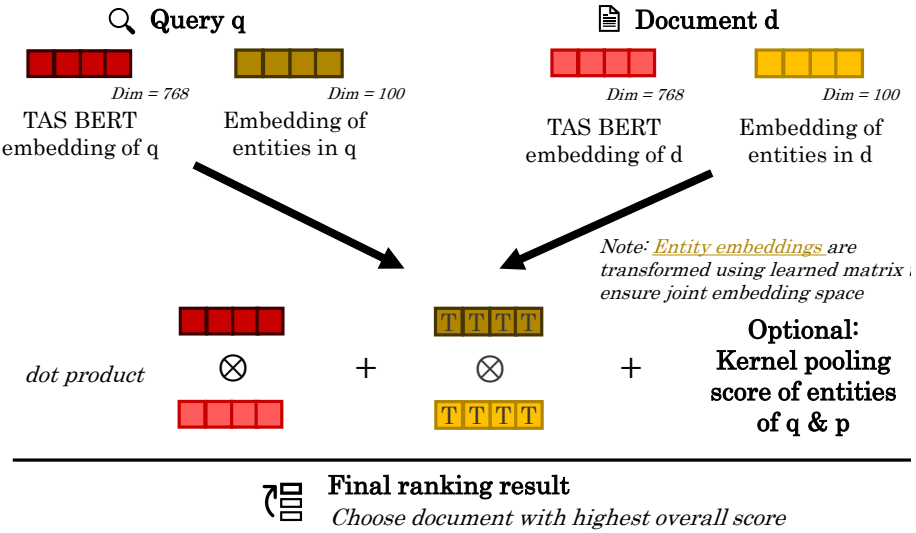 Query q
Document d
Dim = 768
Dim = 100
Dim = 768
Dim = 100
TAS BERT
embedding of q
Embedding of
entities in q
TAS BERT
embedding of d
Embedding of
entities in d
Note: Entity embeddings are
transformed using learned matrix
ensure joint embedding space
T T T T
dot product
+
+
T T T T
Optional:
Kernel pooling
score of entities
of q & p
Final ranking result
Choose document with highest overall score